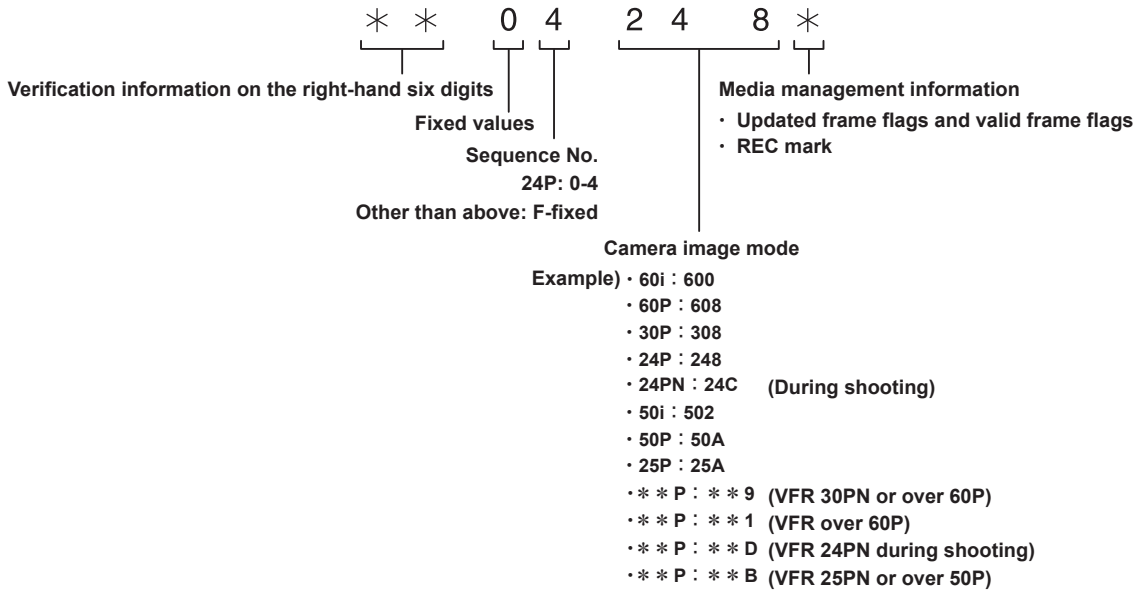 ＊ ＊ 0 4 2 4 8 ＊
Verification information on the right-hand six digits
Fixed values
Sequence No.
24P: 0-4
Other than above: F-fixed
Media management information
・ Updated frame flags and valid frame flags
・ REC mark
Camera image mode
Example) ・60i：600
・60P：608
・30P：308
・24P：248
・24PN：24C (During shooting)
・50i：502
・50P：50A
・25P：25A
・＊＊P：＊＊9 (VFR 30PN or over 60P)
・＊＊P：＊＊1 (VFR over 60P)
・＊＊P：＊＊D (VFR 24PN during shooting)
・＊＊P：＊＊B (VFR 25PN or over 50P)